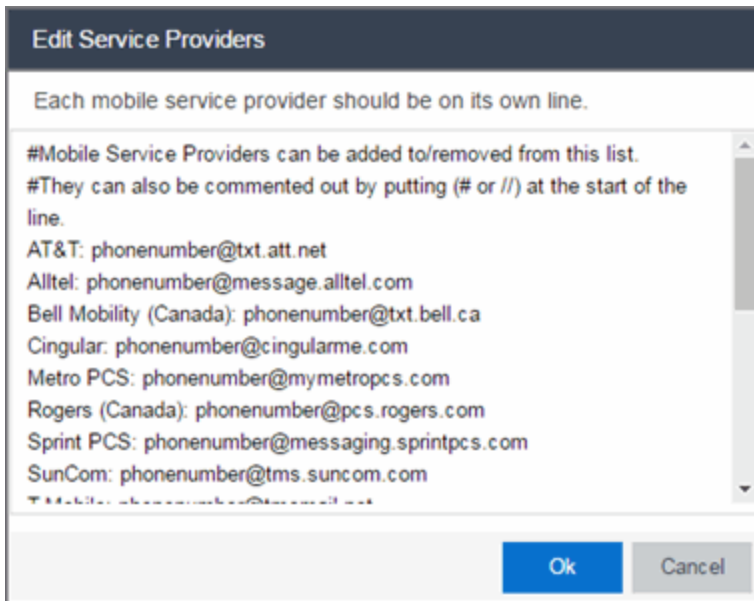 Edit Service Providers
Each mobile service provider should be on its own line.
#Mobile Service Providers can be added to/removed from this list.
#They can also be commented out by putting (# or //) at the start of the
line.
AT&T: phonenumber@txt.att.net
Alltel: phonenumber@message.alltel.com
Bell Mobility (Canada): phonenumber@txt.bell.ca
Cingular: phonenumber@cingularme.com
Metro PCS: phonenumber@mymetropcs.com
Rogers (Canada): phonenumber@pcs.rogers.com
Sprint PCS: phonenumber@messaging.sprintpcs.com
SunCom: phonenumber@tms.suncom.com
T-Mobile: phonenumber@tmomail.net
Ok Cancel